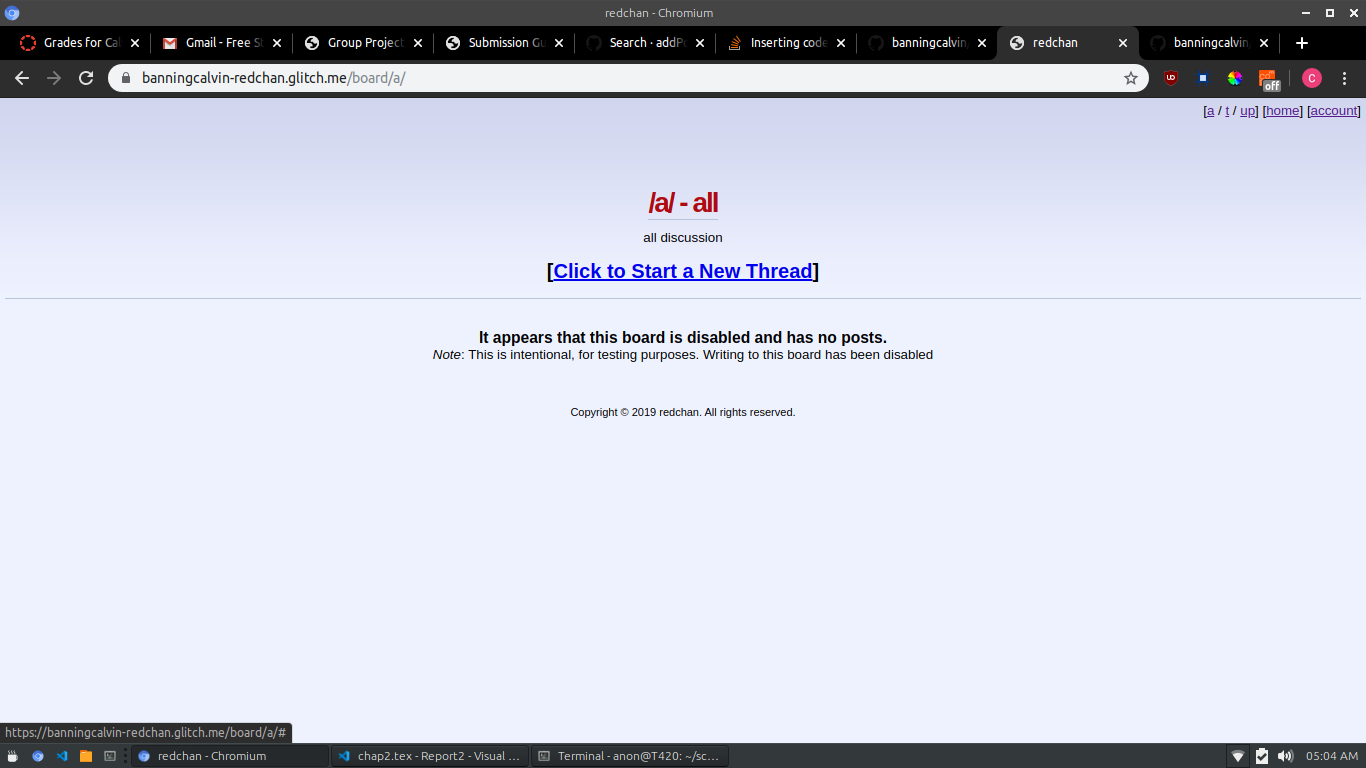 redchan - Chromium
Grades for Cal
Gmail - Free S
Group Project
Submission Gu
Search · addPo
Inserting code
banningcalvin
redchan
banningcalvin
banningcalvin-redchan.glitch.me/board/a/
off
C
[a / t / up] [home] [account]
/a/ - all
all discussion
[Click to Start a New Thread]
It appears that this board is disabled and has no posts.
Note: This is intentional, for testing purposes. Writing to this board has been disabled
Copyright © 2019 redchan. All rights reserved.
https://banningcalvin-redchan.glitch.me/board/a/#
redchan - Chromium
chap2.tex - Report2 - Visual ...
Terminal - anon@T420: ~/sc...
05:04 AM